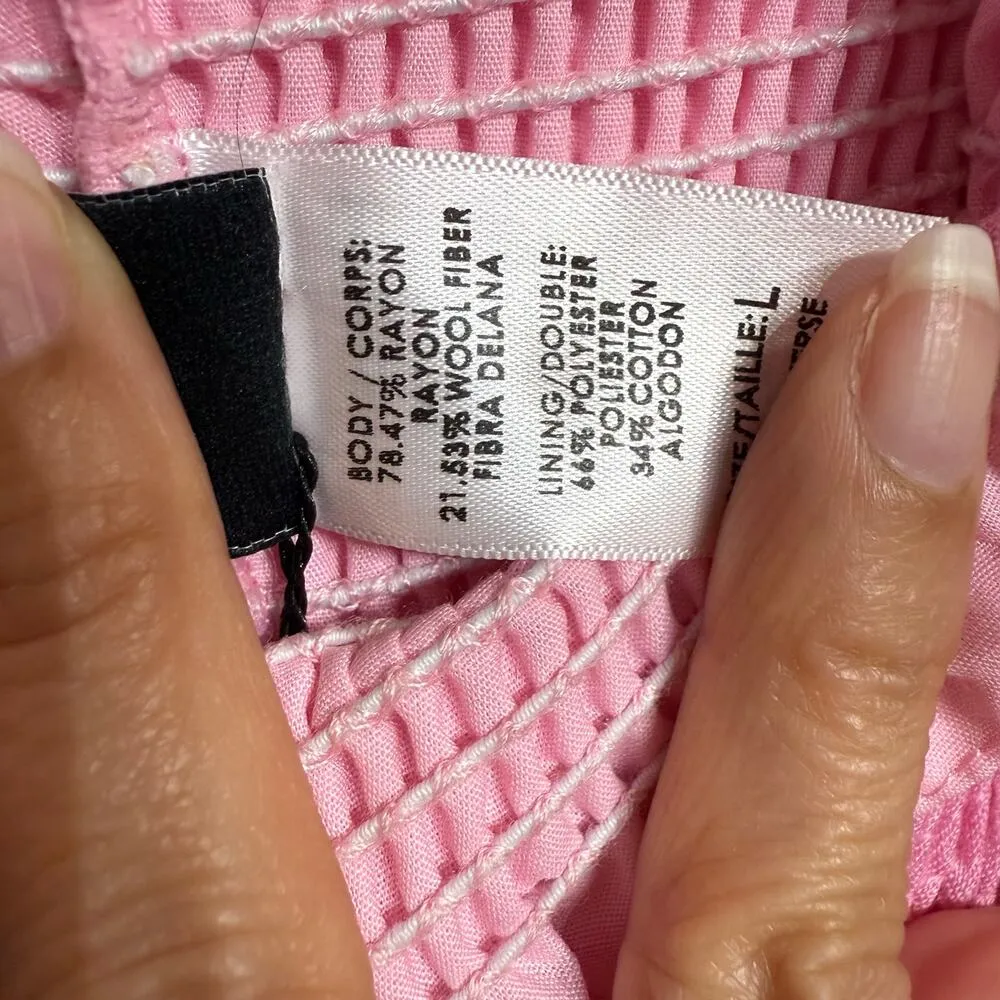 BODY / CORPS:
78.47% RAYON
RAYON
21.53% WOOL FIBER
FIBRA DELANA
LINING/DOUBLE:
66% POLYESTER
POLIESTER
34% COTTON
ALGODON
L